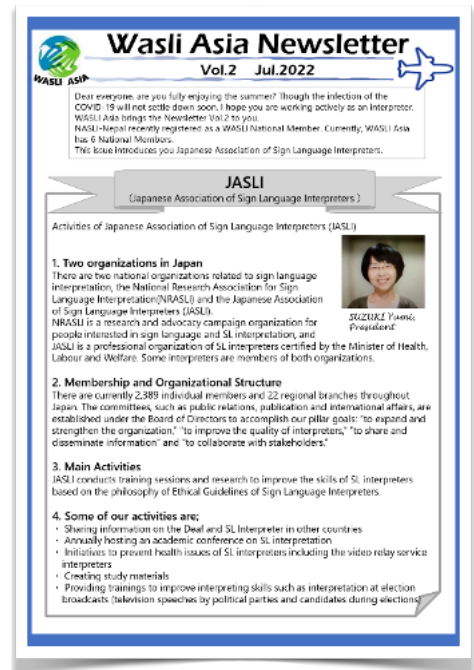 Wasli Asia Newsletter
Vol.2 Jul.2022
WASLI ASIA
Dear everyone, are you fully enjoying the summer? Though the infection of the
COVID-19 will not settle down soon, I hope you are working actively as an interpreter.
WASLI Asia brings the Newsletter Vol.2 to you.
NASLI-Nepal recently registered as a WASLI National Member. Currently, WASLI Asia
has 6 National Members.
This issue introduces you Japanese Association of Sign Language Interpreters.
JASLI
(Japanese Association of Sign Language Interpreters )
Activities of Japanese Association of Sign Language Interpreters (JASLI)
1. Two organizations in Japan
There are two national organizations related to sign language
interpretation, the National Research Association for Sign
Language Interpretation(NRASLI) and the Japanese Association
of Sign Language Interpreters (JASLI).
NRASLI is a research and advocacy campaign organization for
people interested in sign language and SL interpretation, and
JASLI is a professional organization of SL interpreters certified by the Minister of Health,
Labour and Welfare. Some interpreters are members of both organizations.
SUZUKI Yumi,
President
2. Membership and Organizational Structure
There are currently 2,389 individual members and 22 regional branches throughout
Japan. The committees, such as public relations, publication and international affairs, are
established under the Board of Directors to accomplish our pillar goals: "to expand and
strengthen the organization," "to improve the quality of interpreters," "to share and
disseminate information" and "to collaborate with stakeholders."
3. Main Activities
JASLI conducts training sessions and research to improve the skills of SL interpreters
based on the philosophy of Ethical Guidelines of Sign Language Interpreters.
4. Some of our activities are;
・ Sharing information on the Deaf and SL Interpreter in other countries
・ Annually hosting an academic conference on SL interpretation
・ Initiatives to prevent health issues of SL interpreters including the video relay service
interpreters
・ Creating study materials
・ Providing trainings to improve interpreting skills such as interpretation at election
broadcasts (television speeches by political parties and candidates during elections)